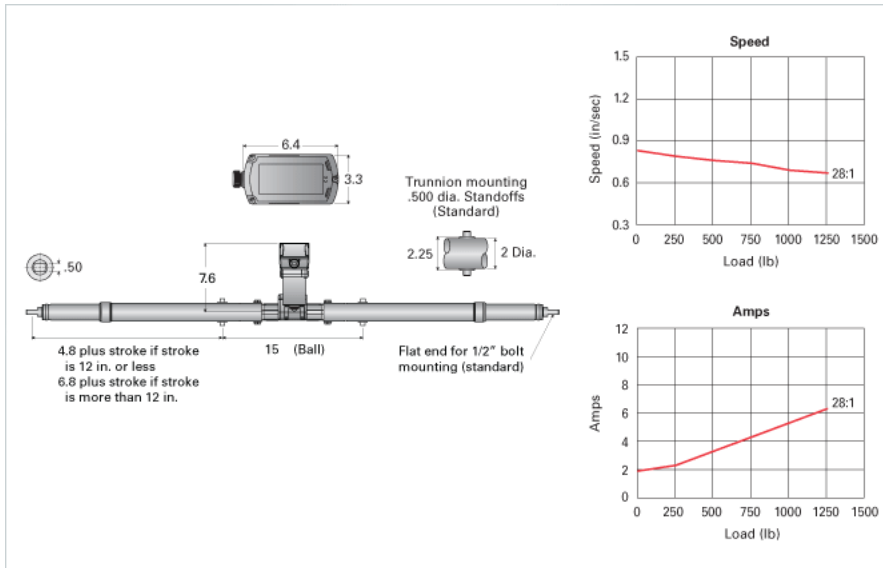 6.4
3.3
Trunnion mounting
.500 dia. Standoffs
(Standard)
2.25
2 Dia.
.50
7.6
4.8 plus stroke if stroke
is 12 in. or less
6.8 plus stroke if stroke
is more than 12 in.
15 (Ball)
Flat end for 1/2" bolt
mounting (standard)
Speed
Speed (in/sec)
1.5
1.2
0.9
0.6
0.3
28:1
0 250 500 750 1000 1250 1500
Load (lb)
Amps
Amps
12
10
8
6
4
2
0
28:1
0 250 500 750 1000 1250 1500
Load (lb)